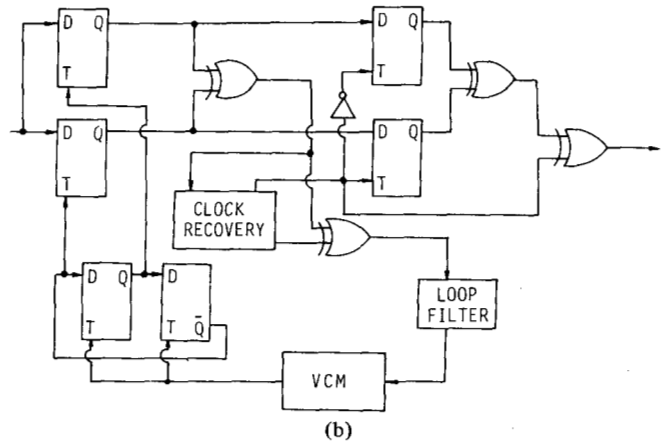 D Q
T
D Q
T
D Q
T
D Q
T
CLOCK
RECOVERY
D Q
T
D
T Q̄
LOOP
FILTER
VCM
(b)